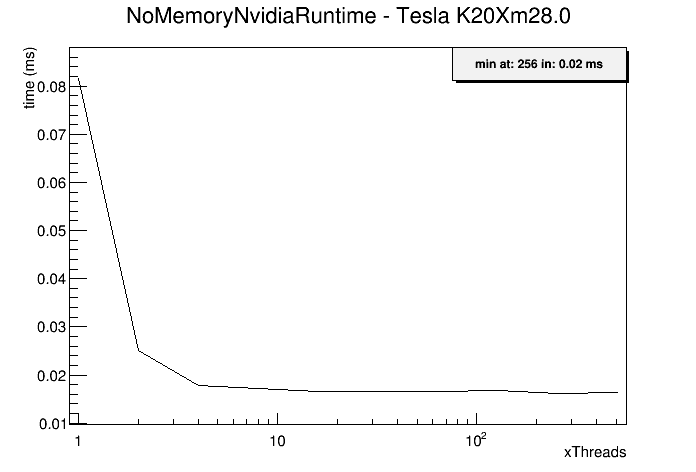 NoMemoryNvidiaRuntime - Tesla K20Xm28.0
time (ms)
min at: 256 in: 0.02 ms
0.08
0.07
0.06
0.05
0.04
0.03
0.02
0.01
1 10 10²
xThreads